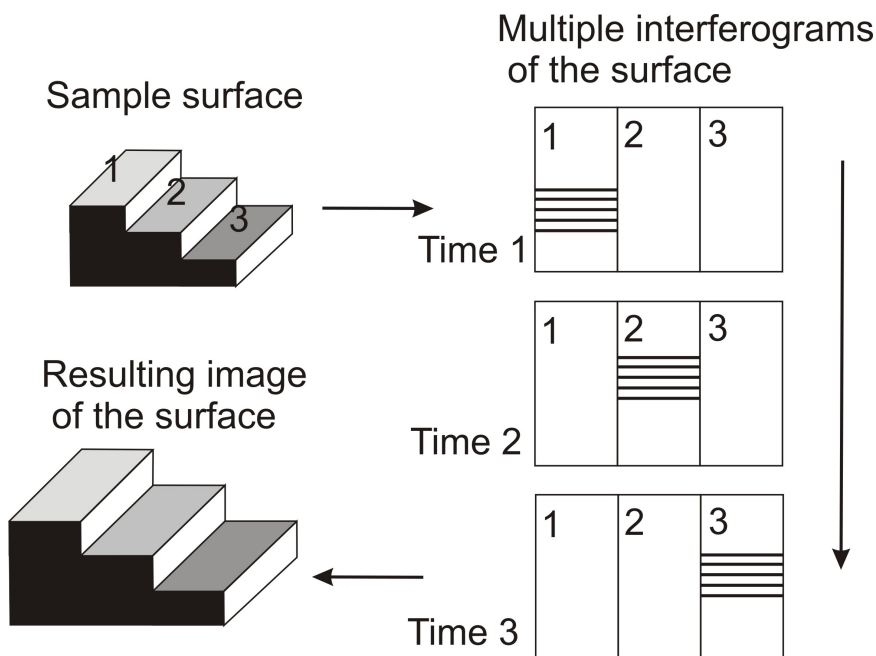 Sample surface
1
2
3
Multiple interferograms
of the surface
1 2 3
Time 1
1 2 3
Time 2
1 2 3
Time 3
Resulting image
of the surface